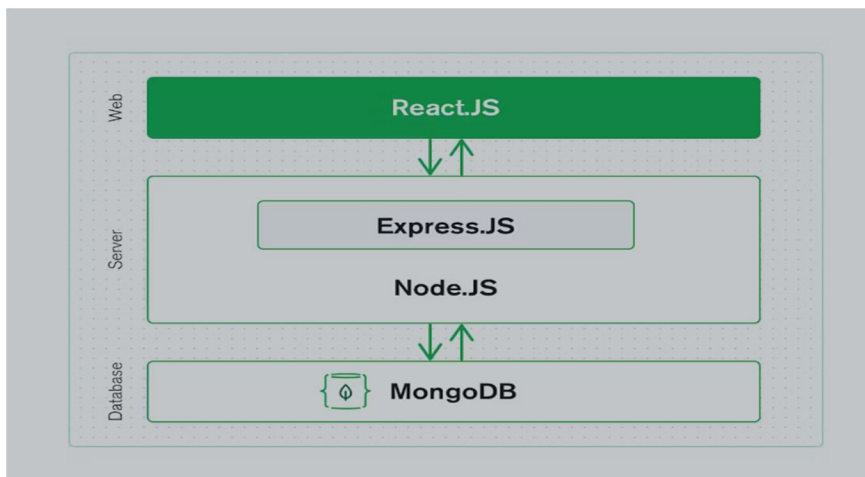 Web
React.JS
Server
Express.JS
Node.JS
Database
MongoDB